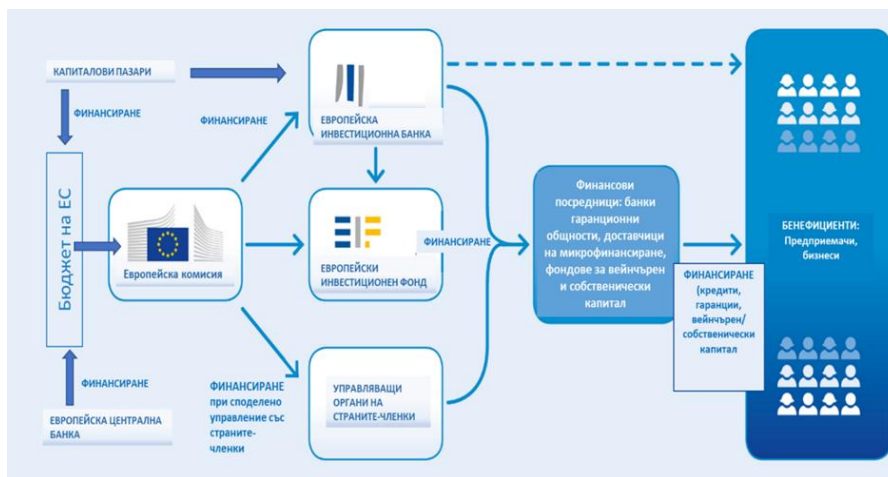 КАПИТАЛОВИ ПАЗАРИ
ФИНАНСИРАНЕ
Бюджет на ЕС
ФИНАНСИРАНЕ
ЕВРОПЕЙСКА ЦЕНТРАЛНА
БАНКА
Европейска комисия
ФИНАНСИРАНЕ
ЕВРОПЕЙСКА
ИНВЕСТИЦИОННА БАНКА
EIF
ЕВРОПЕЙСКИ
ИНВЕСТИЦИОНЕН ФОНД
ФИНАНСИРАНЕ
при споделено
управление със
страните-
членки
УПРАВЛЯВАЩИ
ОРГАНИ НА
СТРАНИТЕ-ЧЛЕНКИ
ФИНАНСИРАНЕ
Финансови
посредници: банки
гаранционни
общности, доставчици
на микрофинансиране,
фондове за вейнчърен
и собственически
капитал
ФИНАНСИРАНЕ
(кредити,
гаранции,
вейнчърен/
собственически
капитал
БЕНЕФИЦИЕНТИ:
Предприемачи,
бизнеси